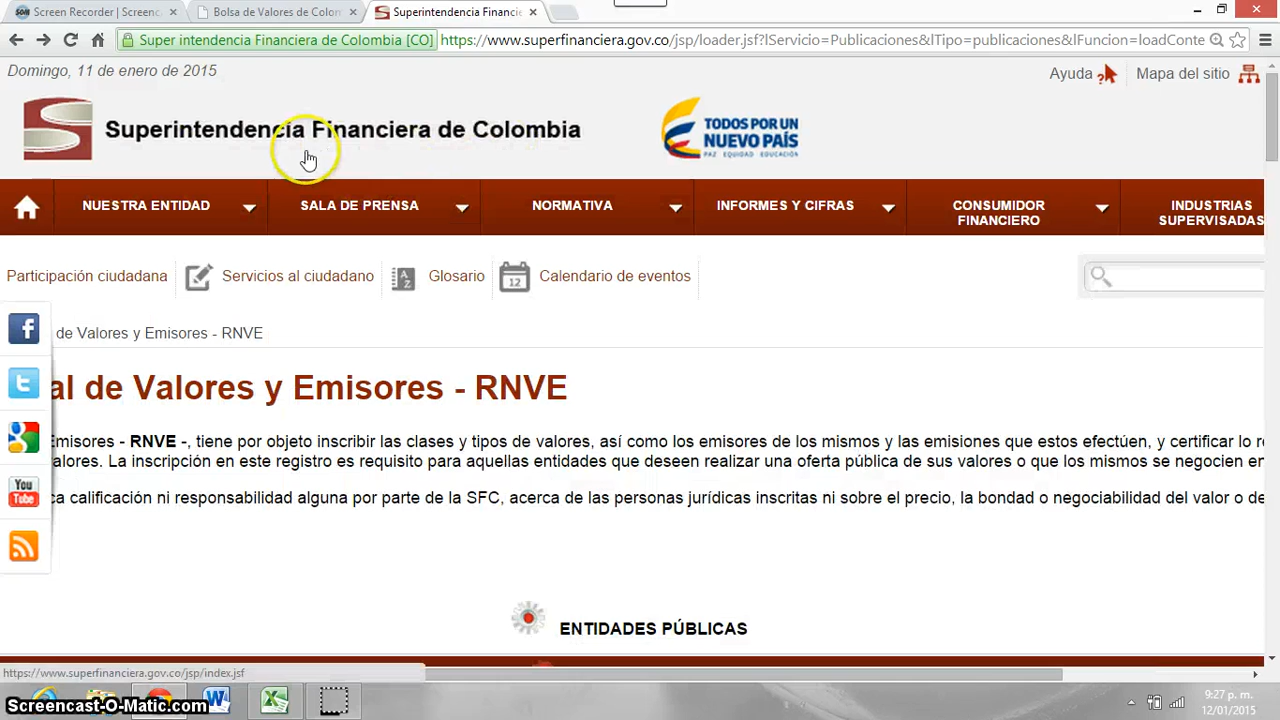 Screen Recorder | Screenc
Bolsa de Valores de Colom
Superintendencia Financie
Super intendencia Financiera de Colombia [CO]
https://www.superfinanciera.gov.co/jsp/loader.jsf?lServicio=Publicaciones&lTipo=publicaciones&lFuncion=loadConte
Domingo, 11 de enero de 2015
Ayuda
Mapa del sitio
Superintendencia Financiera de Colombia
TODOS POR UN
NUEVO PAÍS
PAZ EQUIDAD EDUCACIÓN
NUESTRA ENTIDAD
SALA DE PRENSA
NORMATIVA
INFORMES Y CIFRAS
CONSUMIDOR
FINANCIERO
INDUSTRIAS
SUPERVISADAS
Participación ciudadana
Servicios al ciudadano
A Z
Glosario
12
Calendario de eventos
de Valores y Emisores - RNVE
al de Valores y Emisores - RNVE
Emisores - RNVE -, tiene por objeto inscribir las clases y tipos de valores, así como los emisores de los mismos y las emisiones que estos efectúen, y certificar lo re
alores. La inscripción en este registro es requisito para aquellas entidades que deseen realizar una oferta pública de sus valores o que los mismos se negocien en
ca calificación ni responsabilidad alguna por parte de la SFC, acerca de las personas jurídicas inscritas ni sobre el precio, la bondad o negociabilidad del valor o de
You
Tube
ENTIDADES PÚBLICAS
https://www.superfinanciera.gov.co/jsp/index.jsf
Screencast-O-Matic.com
9:27 p. m.
12/01/2015